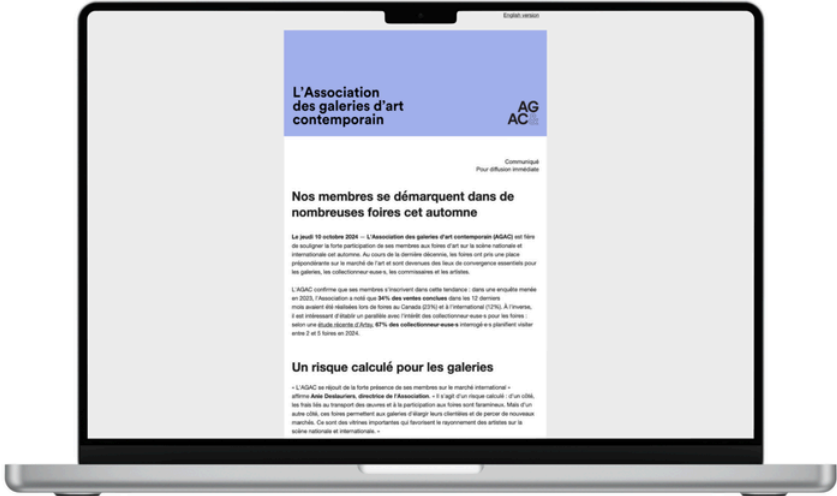 English version
L'Association
des galeries d'art
contemporain
AG
AC
Communiqué
Pour diffusion immédiate
Nos membres se démarquent dans de
nombreuses foires cet automne
Le jeudi 10 octobre 2024 — L'Association des galeries d'art contemporain (AGAC) est fière
de souligner la forte participation de ses membres aux foires d'art sur la scène nationale et
internationale cet automne. Au cours de la dernière décennie, les foires ont pris une place
prépondérante sur le marché de l'art et sont devenues des lieux de convergence essentiels pour
les galeries, les collectionneur·euse·s, les commissaires et les artistes.
L'AGAC confirme que ses membres s'inscrivent dans cette tendance : dans une enquête menée
en 2023, l'Association a noté que 34% des ventes conclues dans les 12 derniers
mois avaient été réalisées lors de foires au Canada (23%) et à l'international (12%). À l'inverse,
il est intéressant d'établir un parallèle avec l'intérêt des collectionneur·euse·s pour les foires :
selon une étude récente d'Artsy, 67% des collectionneur·euse·s interrogé·e·s planifient visiter
entre 2 et 5 foires en 2024.
Un risque calculé pour les galeries
« L'AGAC se réjouit de la forte présence de ses membres sur le marché international »
affirme Anie Deslauriers, directrice de l'Association. « Il s'agit d'un risque calculé : d'un côté,
les frais liés au transport des œuvres et à la participation aux foires sont faramineux. Mais d'un
autre côté, ces foires permettent aux galeries d'élargir leurs clientèles et de percer de nouveaux
marchés. Ce sont des vitrines importantes qui favorisent le rayonnement des artistes sur la
scène nationale et internationale. »